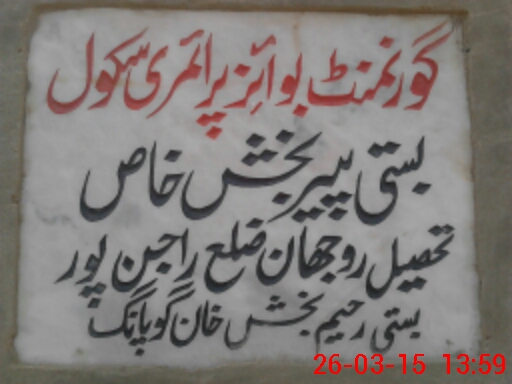 گورنمنٹ بوائز پرائمری سکول
بستی پیر بخش خاص
تحصیل روجھان ضلع راجن پور
بستی رحیم بخش خان گوپانگ
26-03-15 13:59